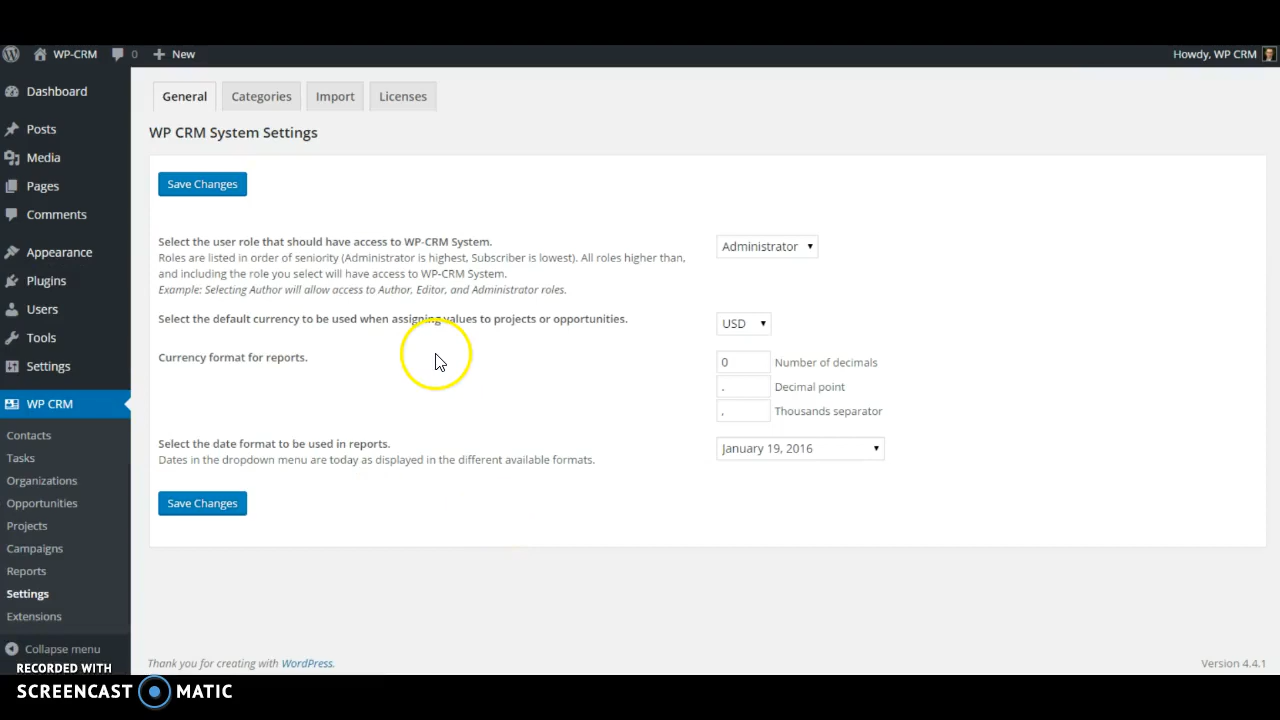 WP-CRM 0 New Howdy, WP CRM
Dashboard
Posts
Media
Pages
Comments
Appearance
Plugins
Users
Tools
Settings
WP CRM
Contacts
Tasks
Organizations
Opportunities
Projects
Campaigns
Reports
Settings
Extensions
Collapse menu
General Categories Import Licenses
WP CRM System Settings
Save Changes
Select the user role that should have access to WP-CRM System.
Roles are listed in order of seniority (Administrator is highest, Subscriber is lowest). All roles higher than,
and including the role you select will have access to WP-CRM System.
Example: Selecting Author will allow access to Author, Editor, and Administrator roles.
Administrator
Select the default currency to be used when assigning values to projects or opportunities.
USD
Currency format for reports.
0 Number of decimals
. Decimal point
, Thousands separator
Select the date format to be used in reports.
Dates in the dropdown menu are today as displayed in the different available formats.
January 19, 2016
Save Changes
Thank you for creating with WordPress.
Version 4.4.1
RECORDED WITH
SCREENCAST MATIC